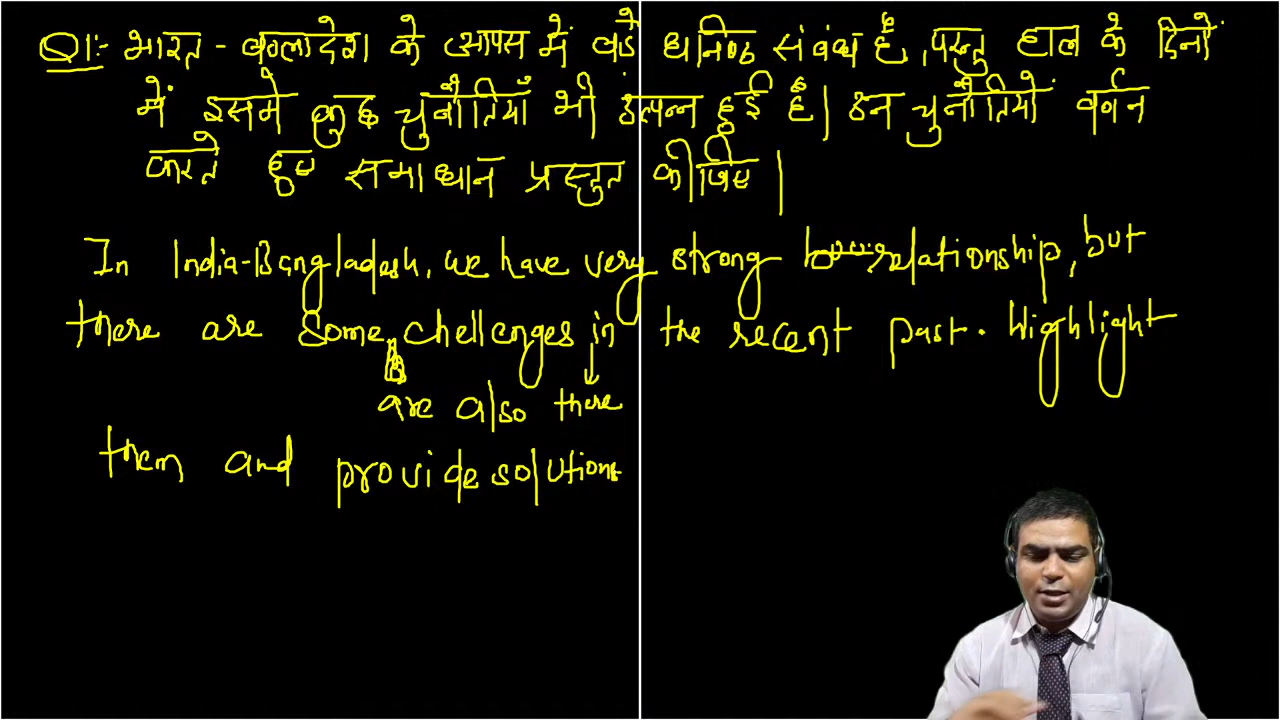 Q1:- भारत - बंग्लादेश के आपस में बडे घनिष्ठ संबंध हैं, परन्तु हाल के दिनों
में इसमे कुछ चुनौतियाँ भी उत्पन्न हुई हैं। उन चुनौतियों वर्णन
करते हुए समाधान प्रस्तुत कीजिए।
In India-Bangladesh, we have very strong relationship, but
there are some chellenges in the recent past. Highlight
are also there
them and provide solutions